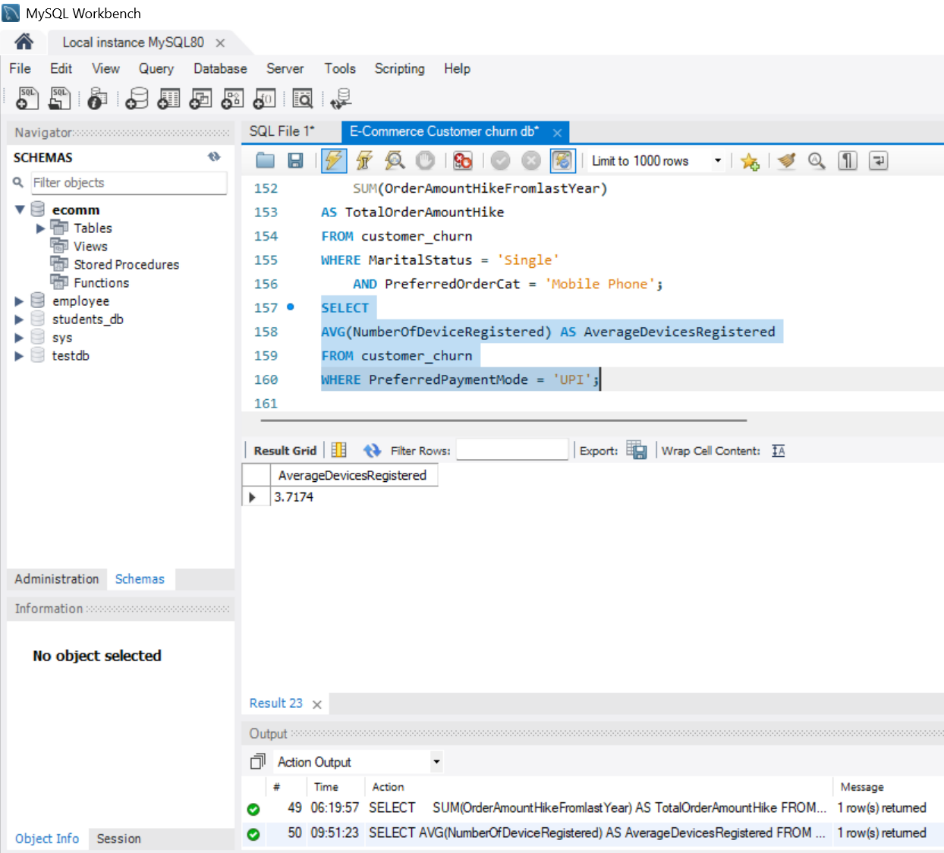 MySQL Workbench
Local instance MySQL80
File Edit View Query Database Server Tools Scripting Help
Navigator
SCHEMAS
Filter objects
ecomm
Tables
Views
Stored Procedures
Functions
employee
students_db
sys
testdb
Administration Schemas
Information
No object selected
Object Info Session
SQL File 1* E-Commerce Customer churn db*
Limit to 1000 rows
152 SUM(OrderAmountHikeFromlastYear)
153 AS TotalOrderAmountHike
154 FROM customer_churn
155 WHERE MaritalStatus = 'Single'
156 AND PreferredOrderCat = 'Mobile Phone';
157 SELECT
158 AVG(NumberOfDeviceRegistered) AS AverageDevicesRegistered
159 FROM customer_churn
160 WHERE PreferredPaymentMode = 'UPI';
161
Result Grid Filter Rows: Export: Wrap Cell Content: IA
AverageDevicesRegistered
3.7174
Result 23
Output
Action Output
# Time Action Message
49 06:19:57 SELECT SUM(OrderAmountHikeFromlastYear) AS TotalOrderAmountHike FROM... 1 row(s) returned
50 09:51:23 SELECT AVG(NumberOfDeviceRegistered) AS AverageDevicesRegistered FROM ... 1 row(s) returned